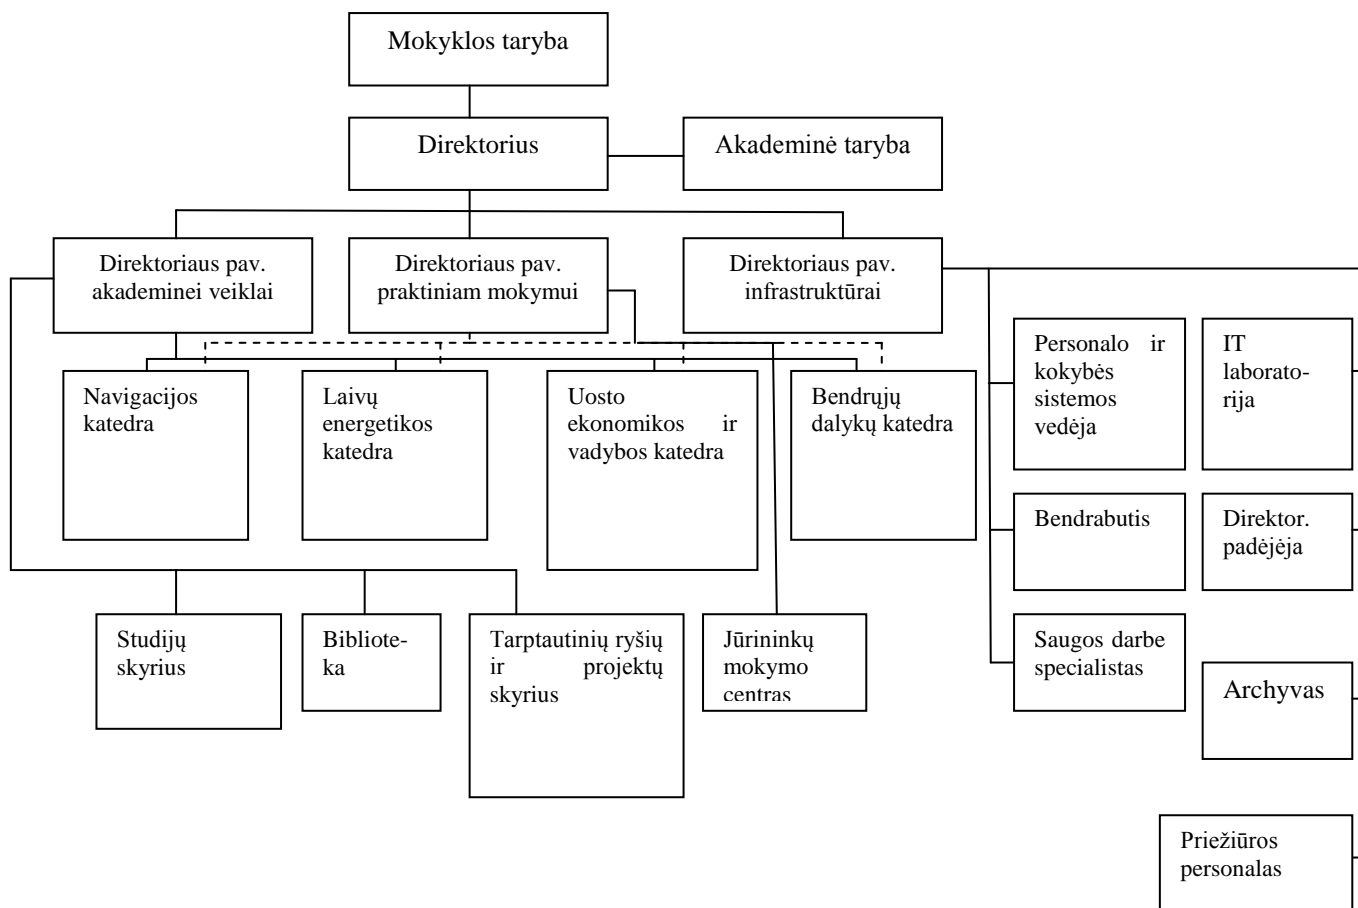 Mokyklos taryba
Direktorius
Akademinė taryba
Direktoriaus pav.
akademinei veiklai
Direktoriaus pav.
praktiniam mokymui
Direktoriaus pav.
infrastruktūrai
Personalo ir
kokybės
sistemos
vedėja
IT
laborato-
rija
Navigacijos
katedra
Laivų
energetikos
katedra
Uosto
ekonomikos ir
vadybos katedra
Bendrųjų
dalykų katedra
Bendrabutis
Direktor.
padėjėja
Studijų
skyrius
Bibliote-
ka
Tarptautinių ryšių
ir projektų
skyrius
Jūrininkų
mokymo
centras
Saugos darbe
specialistas
Archyvas
Priežiūros
personalas